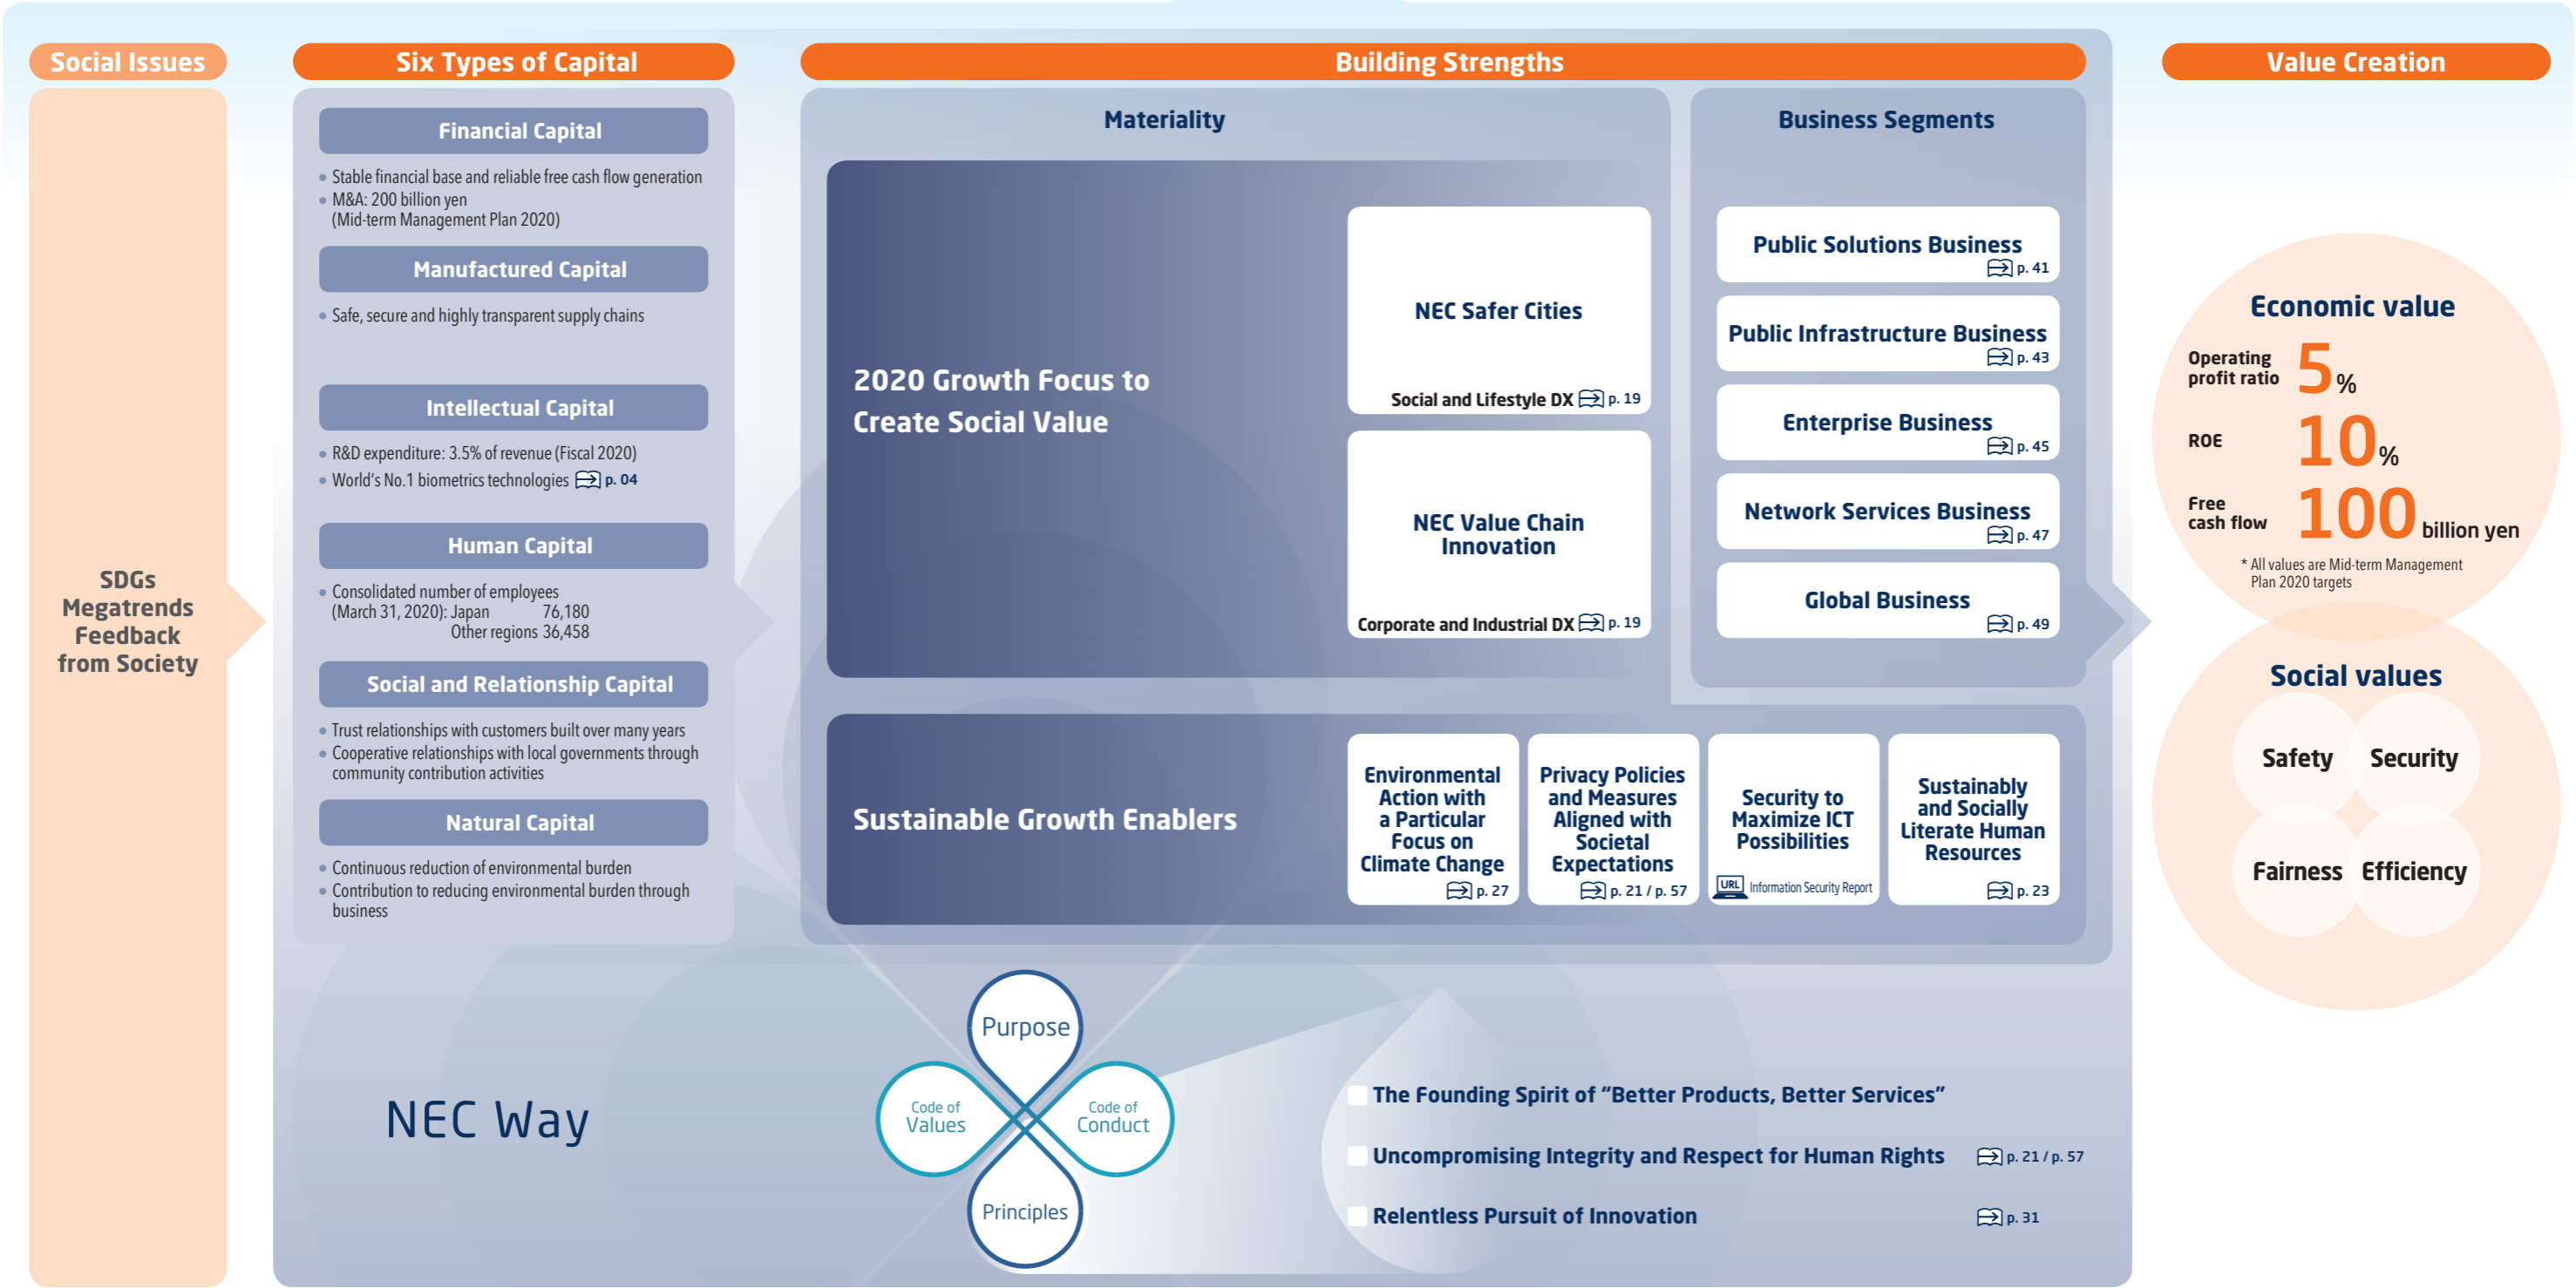 Social Issues
SDGs
Megatrends
Feedback
from Society
Six Types of Capital
Financial Capital
• Stable financial base and reliable free cash flow generation
• M&A: 200 billion yen
(Mid-term Management Plan 2020)
Manufactured Capital
• Safe, secure and highly transparent supply chains
Intellectual Capital
• R&D expenditure: 3.5% of revenue (Fiscal 2020)
• World's No.1 biometrics technologies p. 04
Human Capital
• Consolidated number of employees
(March 31, 2020): Japan 76,180
Other regions 36,458
Social and Relationship Capital
• Trust relationships with customers built over many years
• Cooperative relationships with local governments through
community contribution activities
Natural Capital
• Continuous reduction of environmental burden
• Contribution to reducing environmental burden through
business
Building Strengths
Materiality
2020 Growth Focus to
Create Social Value
NEC Safer Cities
Social and Lifestyle DX p. 19
NEC Value Chain
Innovation
Corporate and Industrial DX p. 19
Business Segments
Public Solutions Business
p. 41
Public Infrastructure Business
p. 43
Enterprise Business
p. 45
Network Services Business
p. 47
Global Business
p. 49
Sustainable Growth Enablers
Environmental
Action with
a Particular
Focus on
Climate Change
p. 27
Privacy Policies
and Measures
Aligned with
Societal
Expectations
p. 21 / p. 57
Security to
Maximize ICT
Possibilities
URL Information Security Report
Sustainably
and Socially
Literate Human
Resources
p. 23
Value Creation
Economic value
Operating
profit ratio 5%
ROE 10%
Free
cash flow 100 billion yen
* All values are Mid-term Management
Plan 2020 targets
Social values
Safety Security
Fairness Efficiency
NEC Way
Purpose
Code of
Values
Code of
Conduct
Principles
The Founding Spirit of “Better Products, Better Services”
Uncompromising Integrity and Respect for Human Rights p. 21 / p. 57
Relentless Pursuit of Innovation p. 31